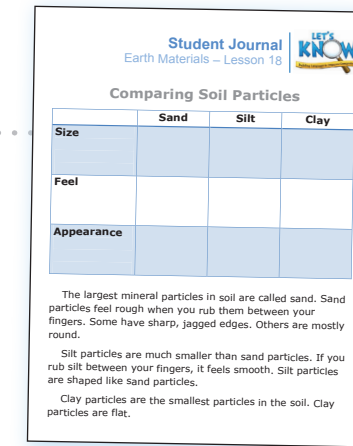 Student Journal
Earth Materials – Lesson 18
LET'S
KNOW
Comparing Soil Particles
Sand Silt Clay
Size
Feel
Appearance
The largest mineral particles in soil are called sand. Sand
particles feel rough when you rub them between your
fingers. Some have sharp, jagged edges. Others are mostly
round.
Silt particles are much smaller than sand particles. If you
rub silt between your fingers, it feels smooth. Silt particles
are shaped like sand particles.
Clay particles are the smallest particles in the soil. Clay
particles are flat.